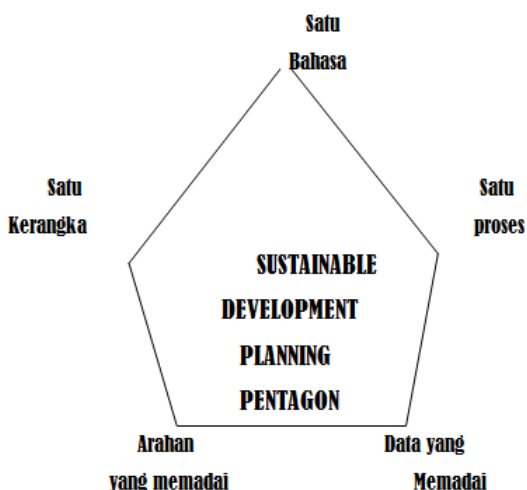 Satu
Bahasa
Satu
Kerangka
Satu
proses
SUSTAINABLE
DEVELOPMENT
PLANNING
PENTAGON
Arahan
yang memadai
Data yang
Memadai